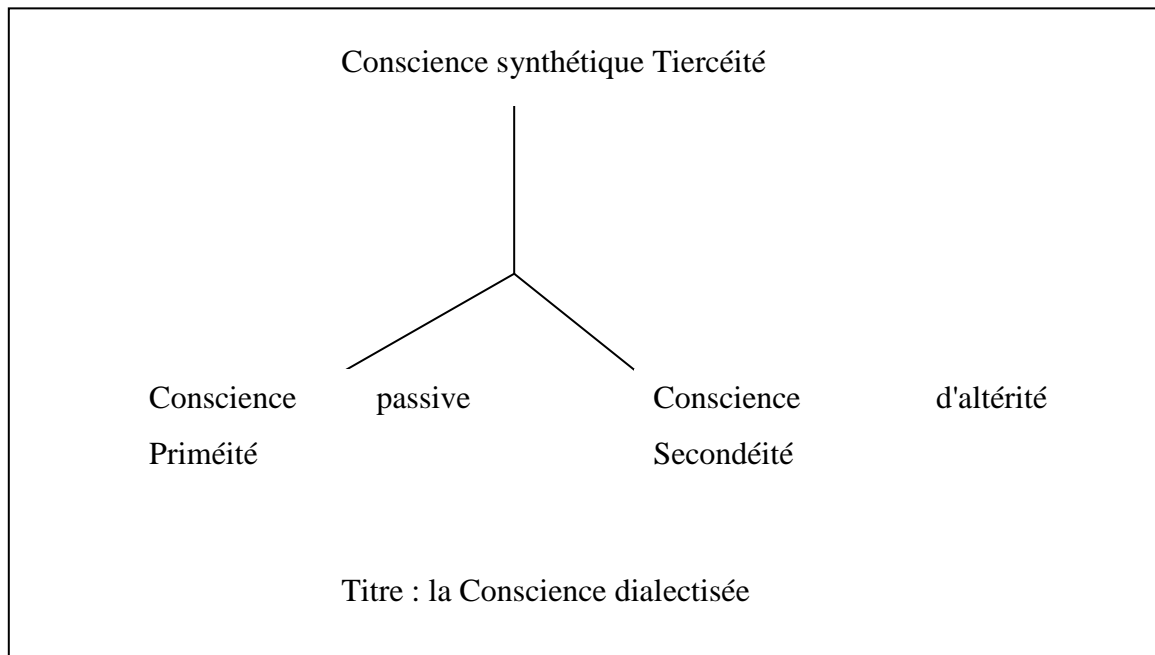 Conscience synthétique Tiercéité
Conscience passive
Priméité
Conscience d'altérité
Secondéité
Titre : la Conscience dialectisée